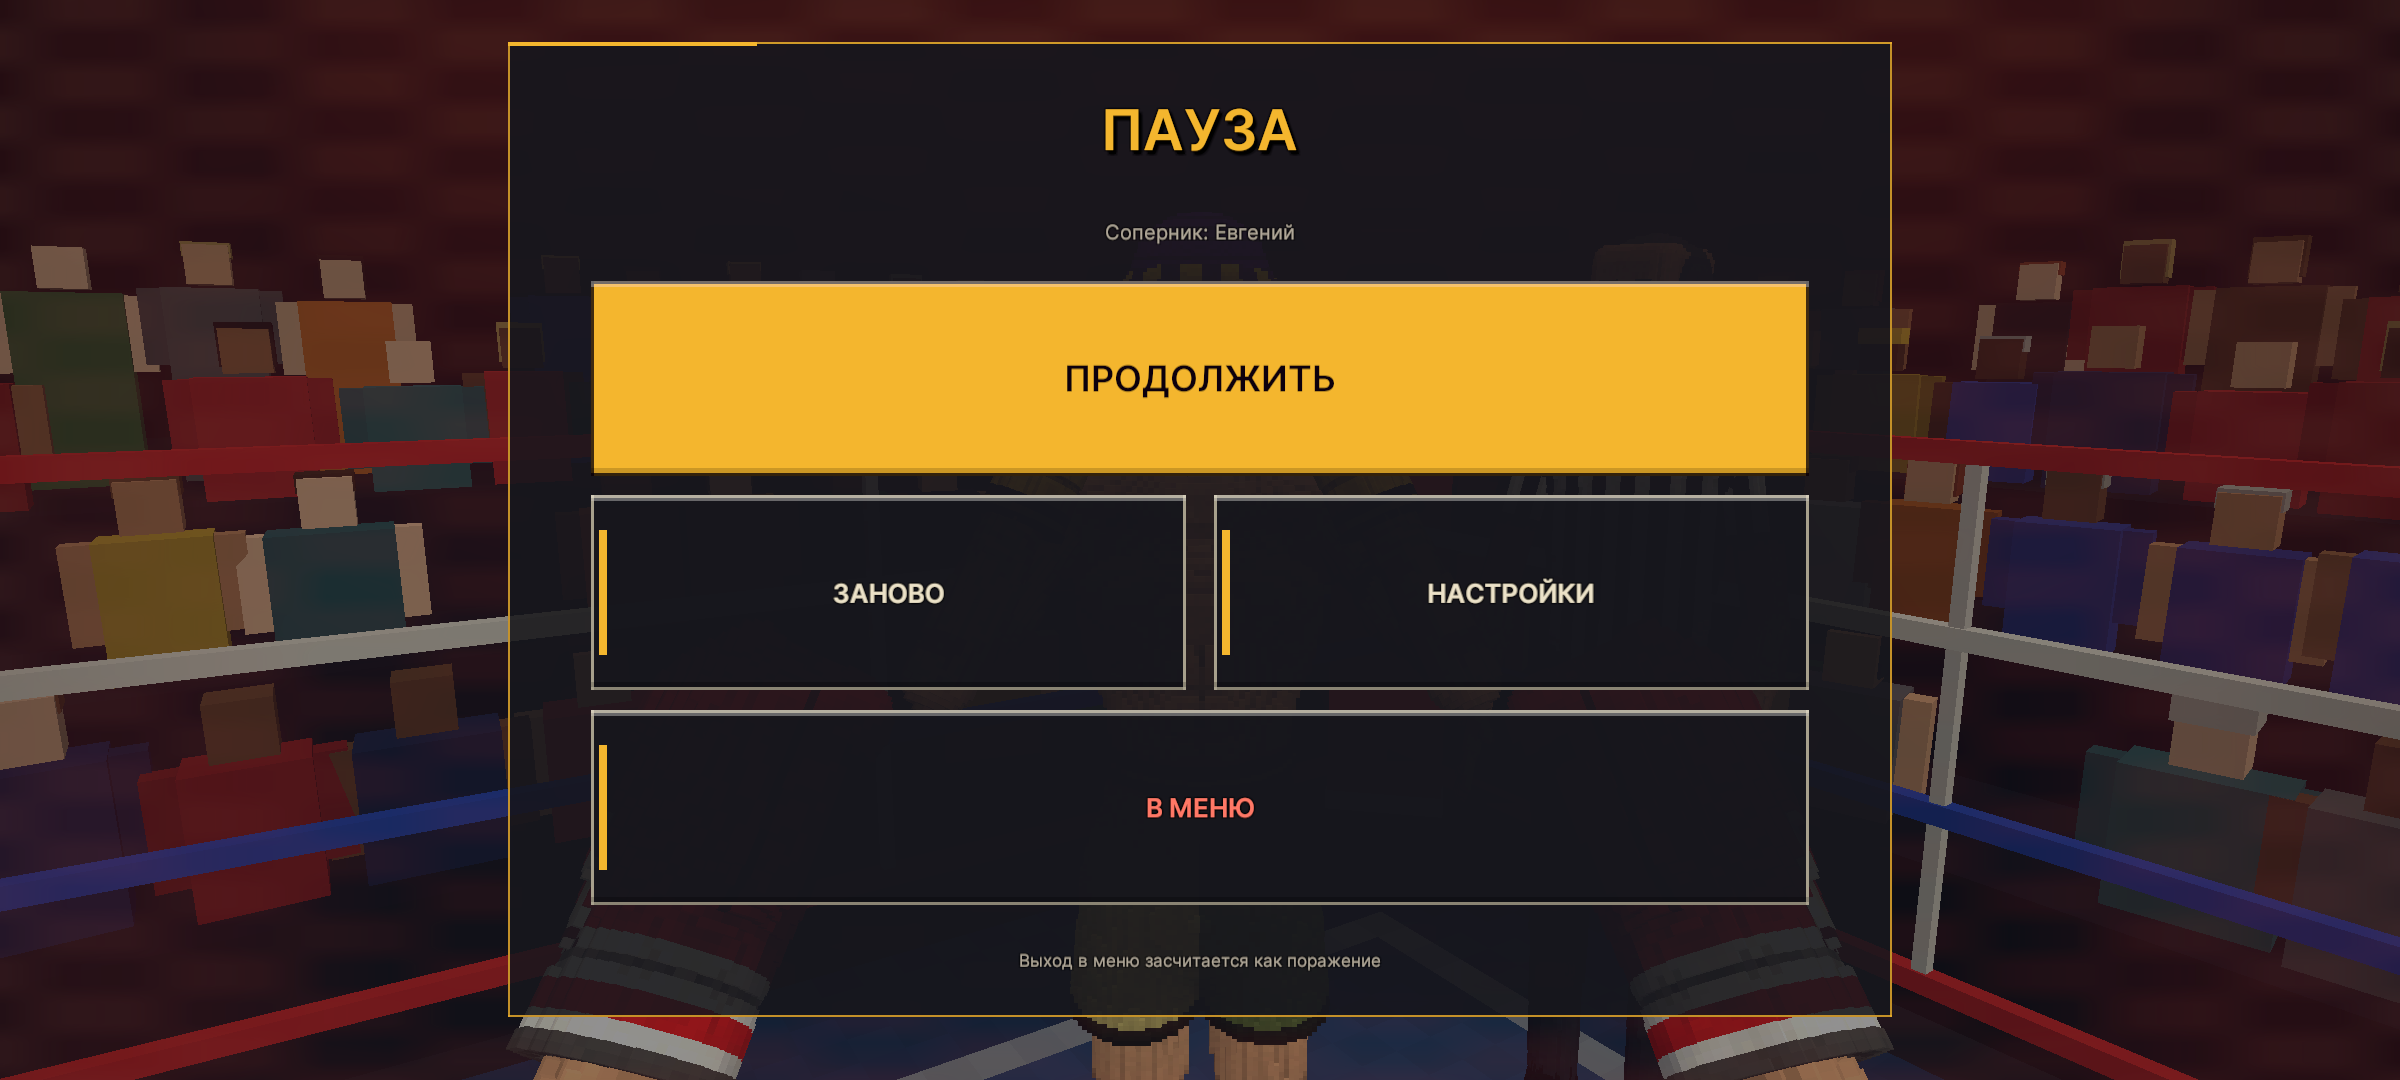 ПАУЗА
Соперник: Евгений
ПРОДОЛЖИТЬ
ЗАНОВО
НАСТРОЙКИ
В МЕНЮ
Выход в меню засчитается как поражение